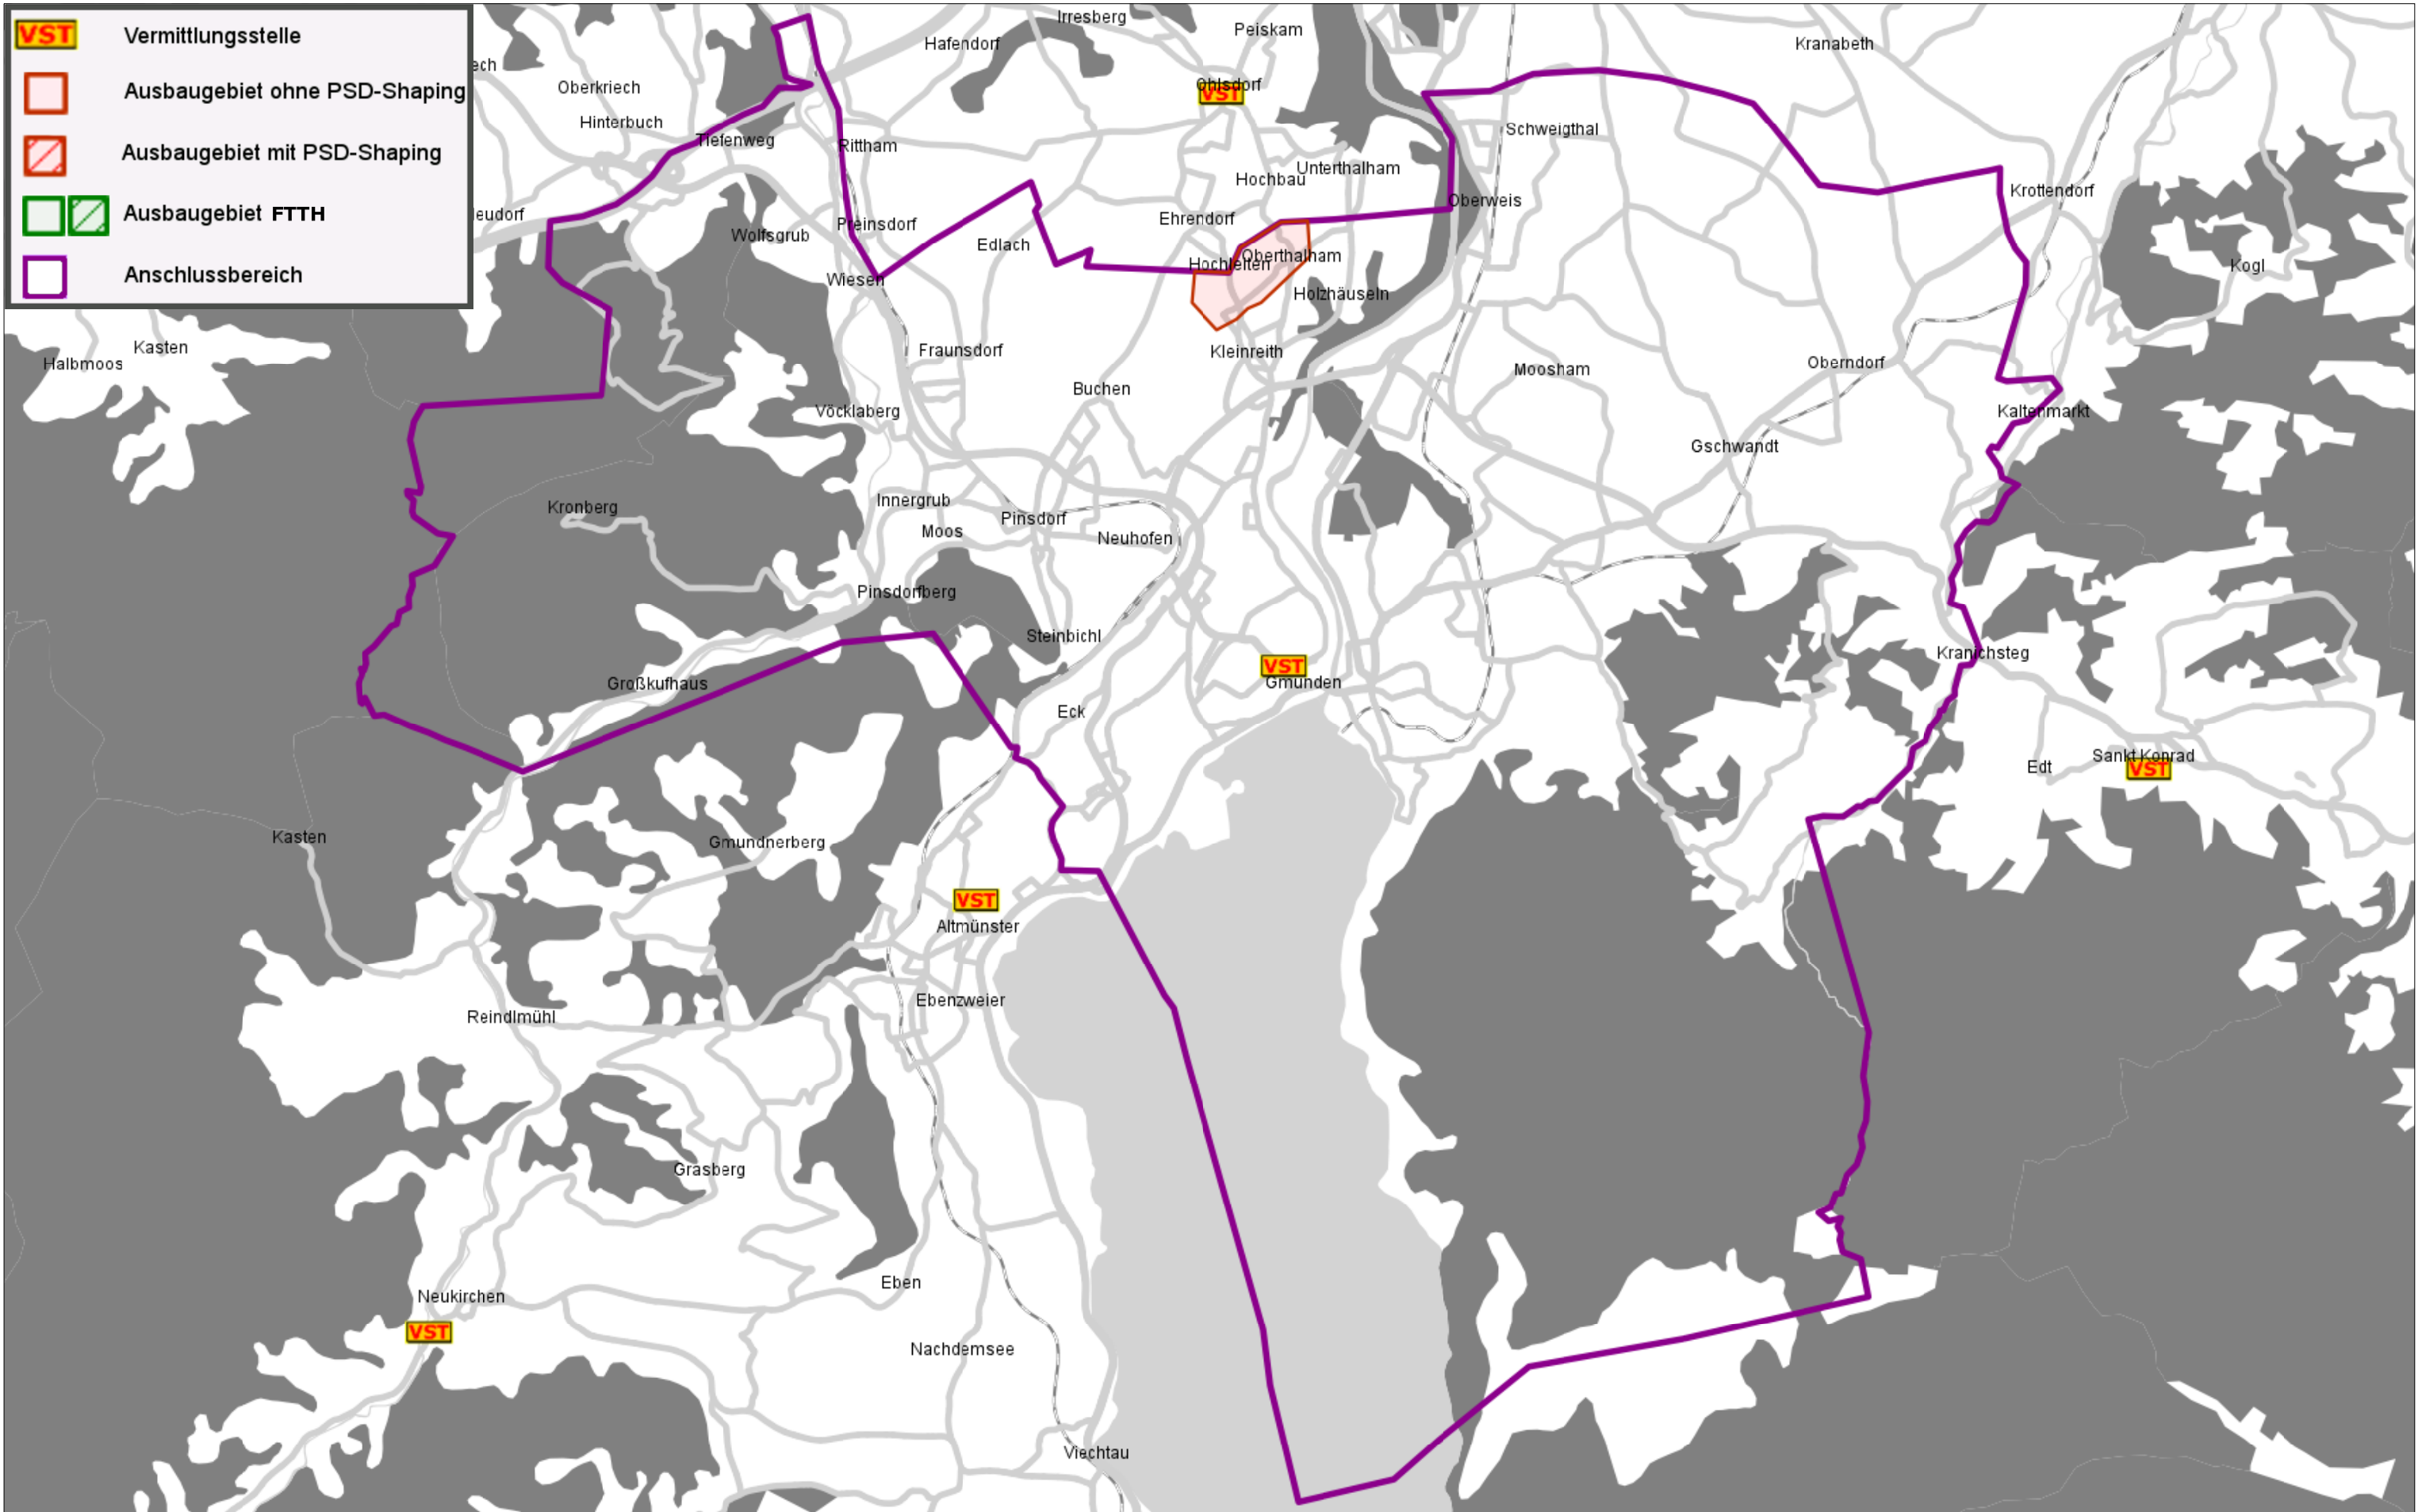 VST Vermittlungsstelle
Ausbaugebiet ohne PSD-Shaping
Ausbaugebiet mit PSD-Shaping
Ausbaugebiet FTTH
Anschlussbereich
Irresberg
Peiskam
Hafendorf
Kranabeth
Oberkriech
Ohlsdorf
VST
Hinterbuch
Tiefenweg
Rittham
Schweigthal
Unterthalham
Hochbau
Krottendorf
Oberweis
Ehrendorf
Preinsdorf
Wolfsgrub
Edlach
Oberthalham
Hochleiten
Kogl
Wiesen
Holzhäuseln
Kasten
Halbmoos
Fraunsdorf
Kleinreith
Oberndorf
Moosham
Buchen
Vöcklaberg
Kaltenmarkt
Gschwandt
Innergrub
Kronberg
Pinsdorf
Moos
Neuhofen
Pinsdorfberg
Steinbichl
Kranichsteg
VST
Gmunden
Großkufhaus
Eck
Sankt Konrad
VST
Edt
Kasten
Gmundnerberg
VST
Altmünster
Ebenzweier
Reindlmühl
Grasberg
Eben
Neukirchen
VST
Nachdemsee
Viechtau